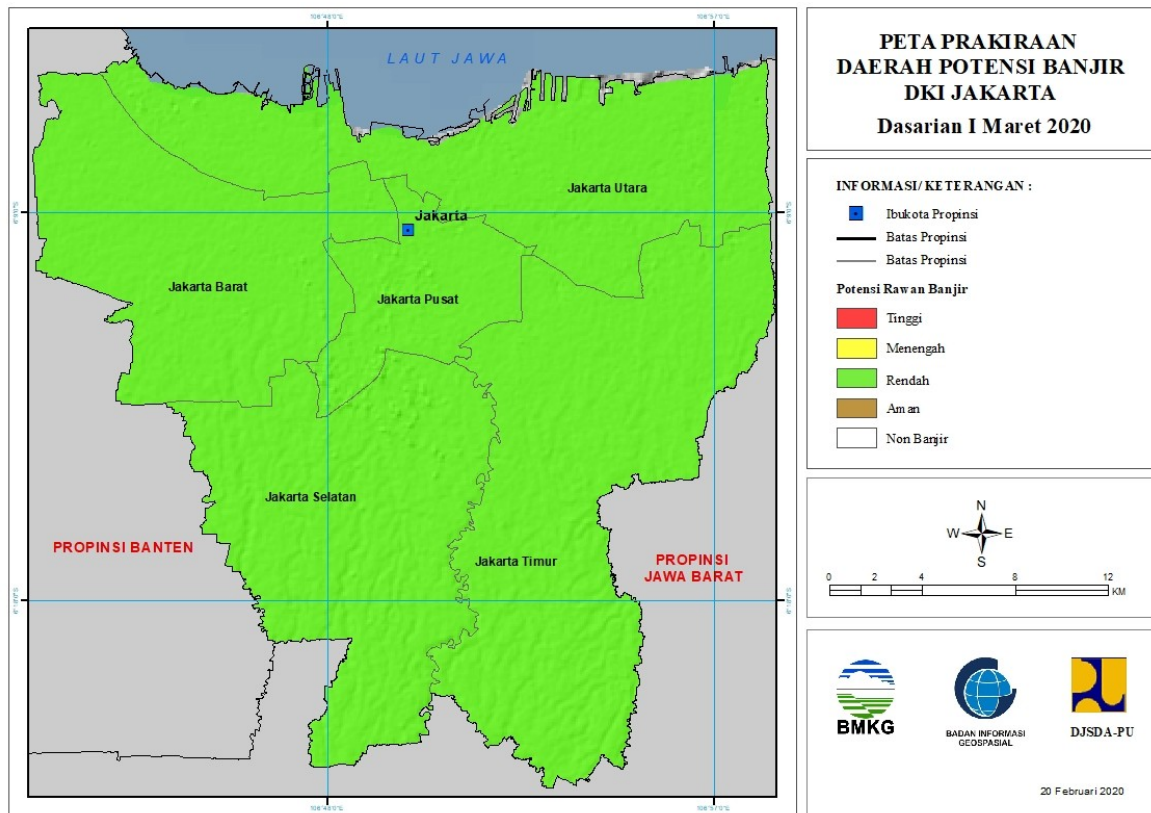 PETA PRAKIRAAN
DAERAH POTENSI BANJIR
DKI JAKARTA
Dasarian I Maret 2020
INFORMASI/ KETERANGAN :
Ibukota Propinsi
Batas Propinsi
Batas Propinsi
Potensi Rawan Banjir
Tinggi
Menengah
Rendah
Aman
Non Banjir
N
W E
S
0 2 4 8 12
KM
BMKG
BADAN INFORMASI
GEOSPASIAL
DJSDA-PU
20 Februari 2020
LAUT JAWA
Jakarta Utara
Jakarta
Jakarta Barat
Jakarta Pusat
Jakarta Selatan
Jakarta Timur
PROPINSI BANTEN
PROPINSI
JAWA BARAT